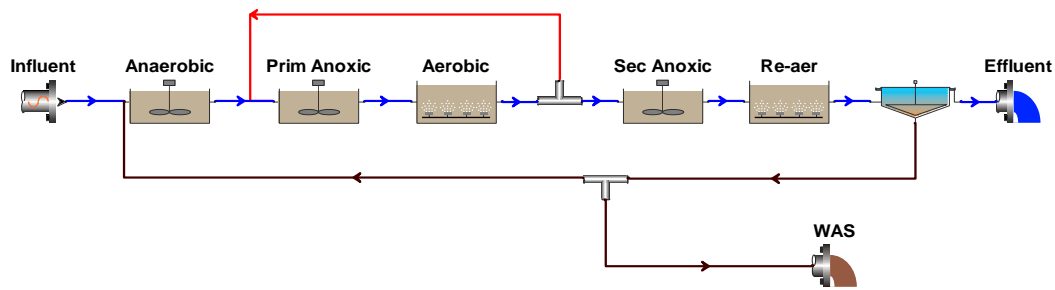 Influent
Anaerobic
Prim Anoxic
Aerobic
Sec Anoxic
Re-aer
Effluent
WAS